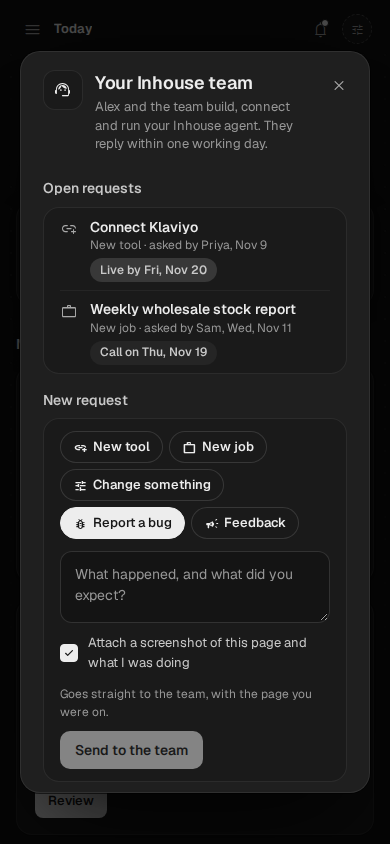 Today
Your Inhouse team
Alex and the team build, connect
and run your Inhouse agent. They
reply within one working day.
Open requests
Connect Klaviyo
New tool · asked by Priya, Nov 9
Live by Fri, Nov 20
Weekly wholesale stock report
New job · asked by Sam, Wed, Nov 11
Call on Thu, Nov 19
New request
New tool
New job
Change something
Report a bug
Feedback
What happened, and what did you
expect?
Attach a screenshot of this page and
what I was doing
Goes straight to the team, with the page you
were on.
Send to the team
Review